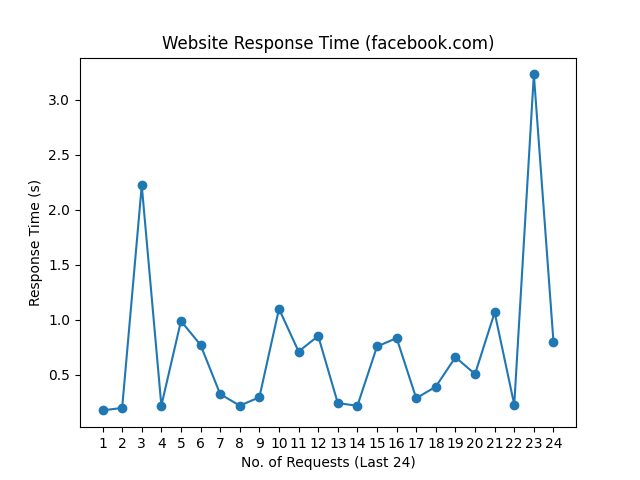 Website Response Time (facebook.com)
Response Time (s)
3.0
2.5
2.0
1.5
1.0
0.5
1 2 3 4 5 6 7 8 9 10 11 12 13 14 15 16 17 18 19 20 21 22 23 24
No. of Requests (Last 24)